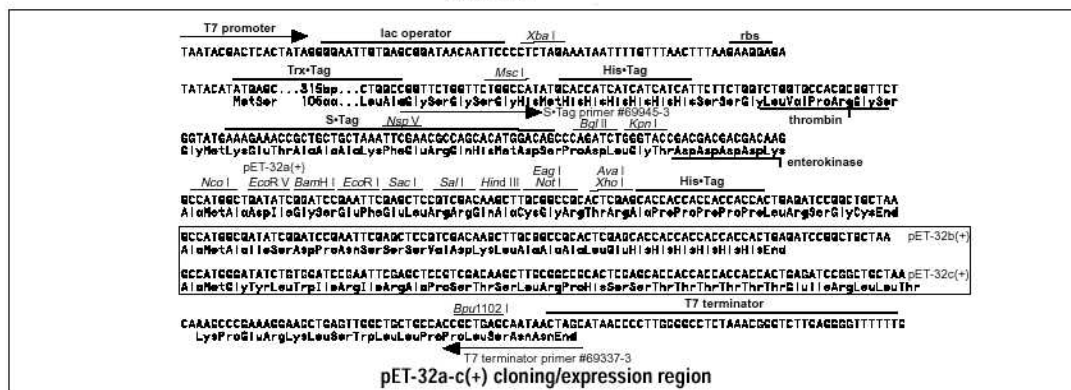 T7 promoter lac operator Xba I rbs
TAATACGACTCACTATAGGGGAATTGTGAGCGGATAACAATTCCCCTCTAGAAATAATTTTGTTTAACTTTAAGAAGGAGA
Trx•Tag Msc I His•Tag
TATACATATGAGC...315bp...CTGGCCGGTTCTGGTTCTGGCCATATGCACCATCATCATCATCATTCTTCTGGTCTGGTGCCACGCGGTTCT
MetSer 105aa...LeuAlaGlySerGlySerGlyHisMetHisHisHisHisHisHisSerSerGlyLeuValProArgGlySer
S•Tag primer #69945-3 thrombin
S•Tag Nsp V Bgl II Kpn I
GGTATGAAAGAAACCGCTGCTGCTAAATTCGAACGCCAGCACATGGACAGCCCAGATCTGGGTACCGACGACGACGACAAG
GlyMetLysGluThrAlaAlaAlaLysPheGluArgGlnHisMetAspSerProAspLeuGlyThrAspAspAspAspLys
enterokinase
pET-32a(+)
Nco I EcoR V BamH I EcoR I Sac I Sal I Hind III Eag I Not I Ava I Xho I His•Tag
GCCATGGCTGATATCGGATCCGAATTCGAGCTCCGTCGACAAGCTTGCGGCCGCACTCGAGCACCACCACCACCACCACTGAGATCCGGCTGCTAA
AlaMetAlaAspIleGlySerGluPheGluLeuArgArgGlnAlaCysGlyArgThrArgAlaProProProProProLeuArgSerGlyCysEnd
GCCATGGCGATATCGGATCCGAATTCGAGCTCCGTCGACAAGCTTGCGGCCGCACTCGAGCACCACCACCACCACCACTGAGATCCGGCTGCTAA pET-32b(+)
AlaMetAlaIleSerAspProAsnSerSerSerValAspLysLeuAlaAlaAlaLeuGluHisHisHisHisHisHisEnd
GCCATGGGATATCTGTGGATCCGAATTCGAGCTCCGTCGACAAGCTTGCGGCCGCACTCGAGCACCACCACCACCACCACTGAGATCCGGCTGCTAA pET-32c(+)
AlaMetGlyTyrLeuTrpIleArgIleArgAlaProSerThrSerLeuArgProHisSerSerThrThrThrThrThrThrGluIleArgLeuLeuThr
Bpu1102 I T7 terminator
CAAAGCCCGAAAGGAAGCTGAGTTGGCTGCTGCCACCGCTGAGCAATAACTAGCATAACCCCTTGGGGCCTCTAAACGGGTCTTGAGGGGTTTTTTG
LysProGluArgLysLeuSerTrpLeuLeuProProLeuSerAsnAsnEnd
T7 terminator primer #69337-3
pET-32a-c(+) cloning/expression region